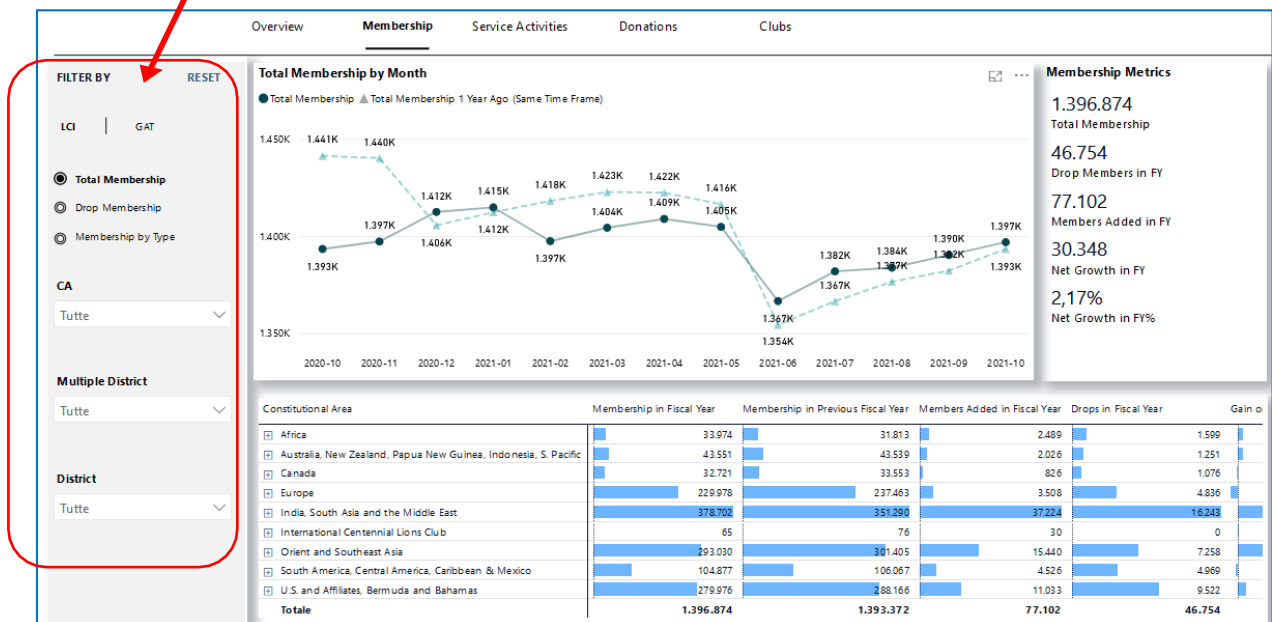 Overview Membership Service Activities Donations Clubs
FILTER BY RESET
LCI | GAT
Total Membership
Drop Membership
Membership by Type
CA
Tutte
Multiple District
Tutte
District
Tutte
Total Membership by Month
Total Membership Total Membership 1 Year Ago (Same Time Frame)
1.450K
1.400K
1.350K
1.441K 1.440K 1.406K 1.412K 1.418K 1.423K 1.422K 1.416K 1.354K 1.367K 1.377K 1.382K 1.393K
1.393K 1.397K 1.412K 1.415K 1.397K 1.404K 1.409K 1.405K 1.367K 1.382K 1.384K 1.390K 1.397K
2020-10 2020-11 2020-12 2021-01 2021-02 2021-03 2021-04 2021-05 2021-06 2021-07 2021-08 2021-09 2021-10
Membership Metrics
1.396.874
Total Membership
46.754
Drop Members in FY
77.102
Members Added in FY
30.348
Net Growth in FY
2,17%
Net Growth in FY%
Constitutional Area Membership in Fiscal Year Membership in Previous Fiscal Year Members Added in Fiscal Year Drops in Fiscal Year Gain o
Africa 33.974 31.813 2.489 1.599
Australia, New Zealand, Papua New Guinea, Indonesia, S. Pacific 43.551 43.539 2.026 1.251
Canada 32.721 33.553 826 1.076
Europe 229.978 237.463 3.508 4.836
India, South Asia and the Middle East 378.702 351.290 37.224 16.243
International Centennial Lions Club 65 76 30 0
Orient and Southeast Asia 293.030 301.405 15.440 7.258
South America, Central America, Caribbean & Mexico 104.877 106.067 4.526 4.969
U.S. and Affiliates, Bermuda and Bahamas 279.976 288.166 11.033 9.522
Totale 1.396.874 1.393.372 77.102 46.754